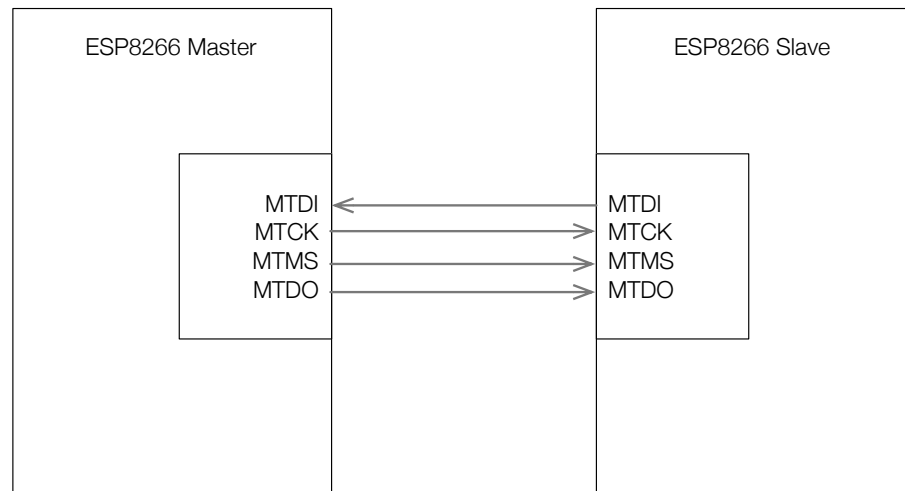 ESP8266 Master
ESP8266 Slave
MTDI
MTCK
MTMS
MTDO
MTDI
MTCK
MTMS
MTDO